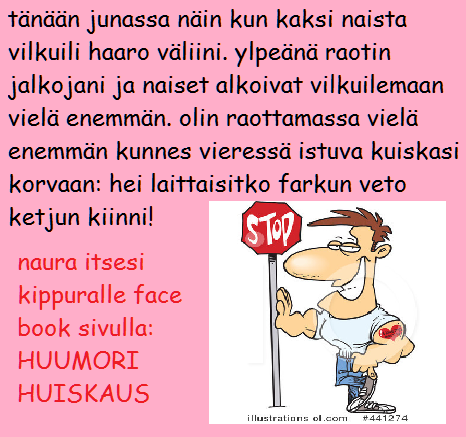 tänään junassa näin kun kaksi naista
vilkuili haaro väliini. ylpeänä raotin
jalkojani ja naiset alkoivat vilkuilemaan
vielä enemmän. olin raottamassa vielä
enemmän kunnes vieressä istuva kuiskasi
korvaan: hei laittaisitko farkun veto
ketjun kiinni!
STOP
naura itsesi
kippuralle face
book sivulla:
HUUMORI
HUISKAUS
illustrations of.com #441274